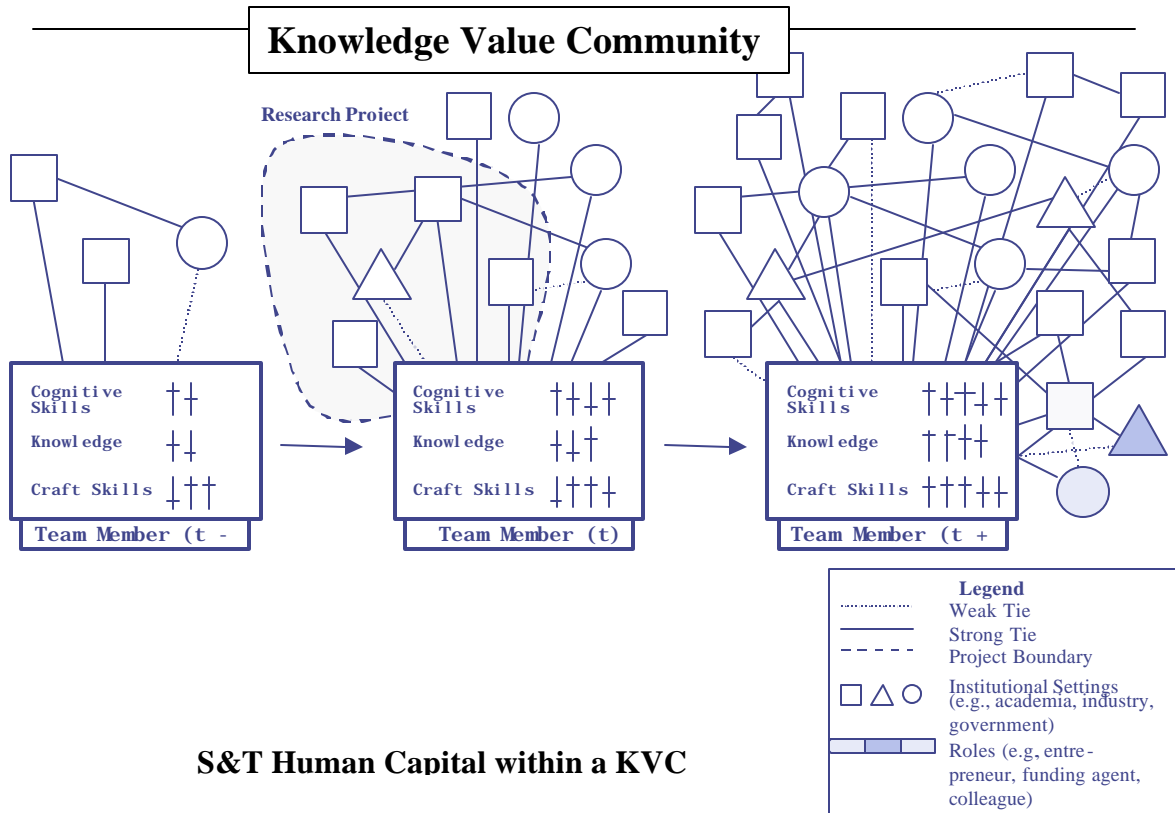 Knowledge Value Community
Research Project
Cognitive
Skills
Knowledge
Craft Skills
Team Member (t -
Cognitive
Skills
Knowledge
Craft Skills
Team Member (t)
Cognitive
Skills
Knowledge
Craft Skills
Team Member (t +
Legend
Weak Tie
Strong Tie
Project Boundary
Institutional Settings
(e.g., academia, industry,
government)
Roles (e.g, entre-
preneur, funding agent,
colleague)
S&T Human Capital within a KVC